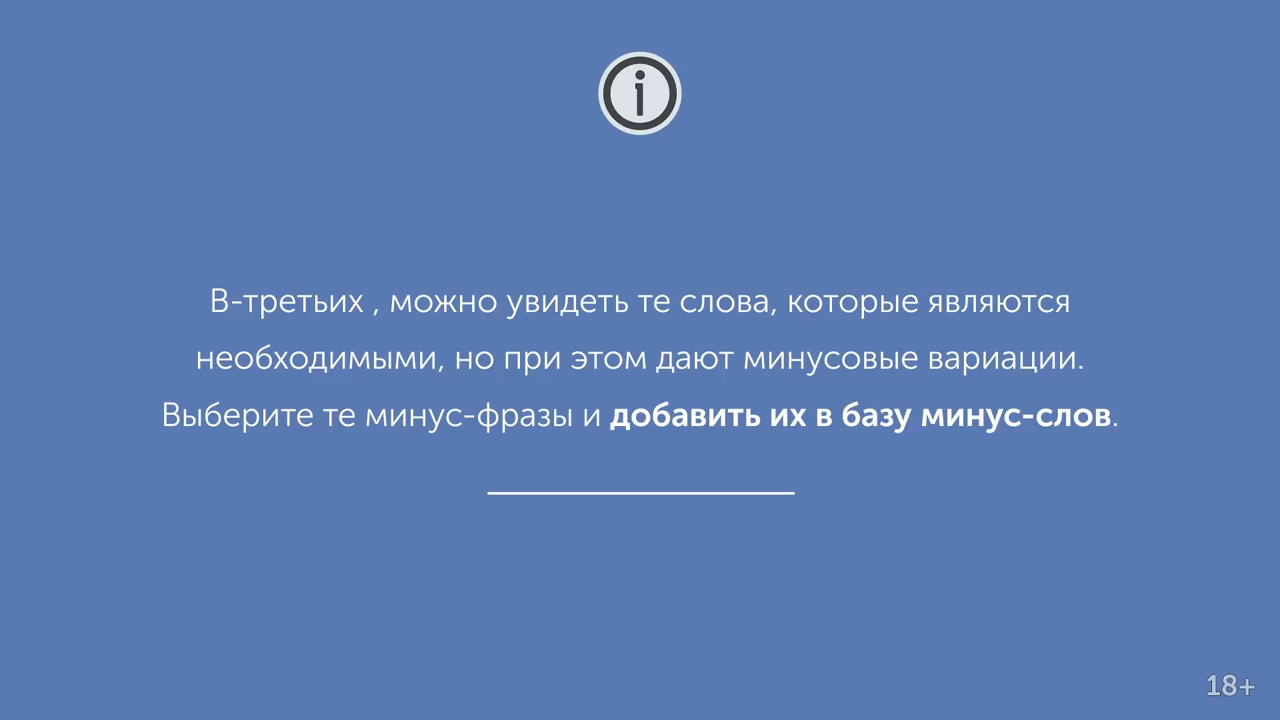 i
В-третьих , можно увидеть те слова, которые являются
необходимыми, но при этом дают минусовые вариации.
Выберите те минус-фразы и добавить их в базу минус-слов.
18+